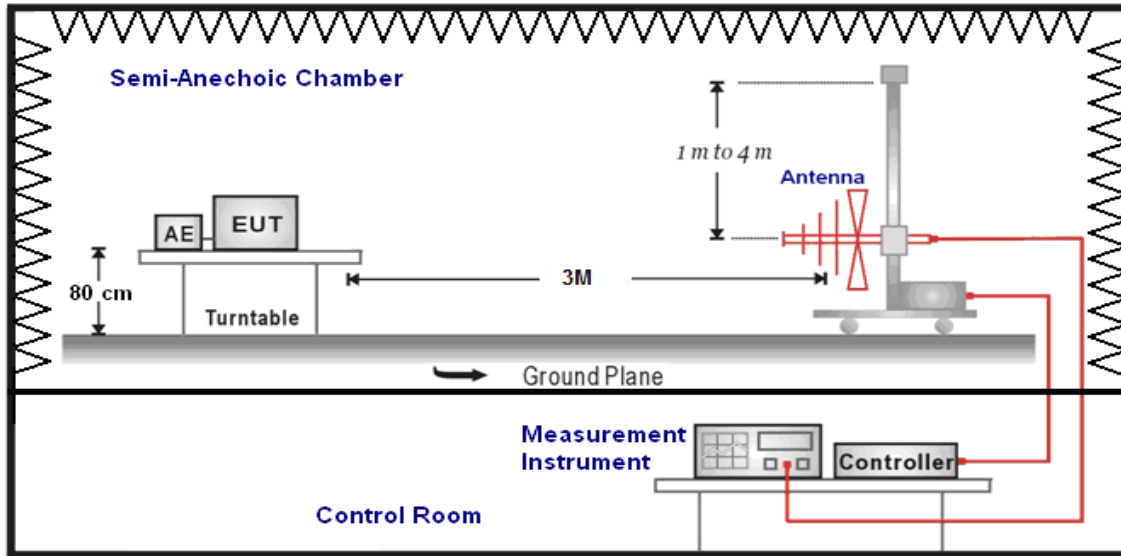 Semi-Anechoic Chamber
1 m to 4 m
Antenna
AE
EUT
3M
80 cm
Turntable
Ground Plane
Measurement
Instrument
Controller
Control Room